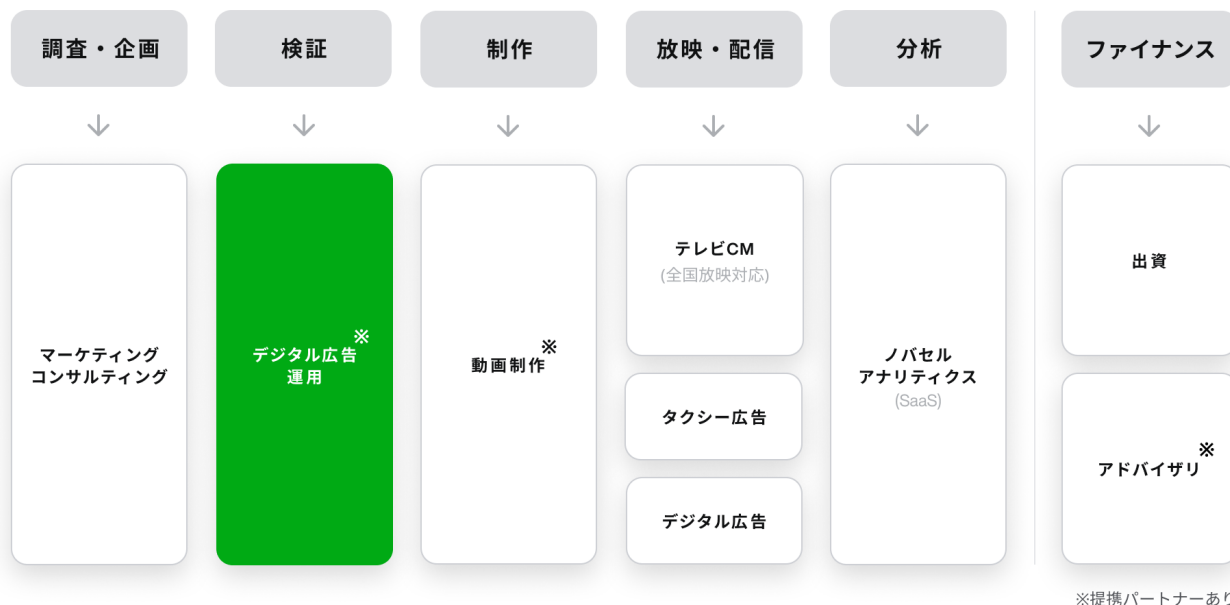 調査・企画
検証
制作
放映・配信
分析
ファイナンス
マーケティング
コンサルティング
デジタル広告※
運用
動画制作※
テレビCM
(全国放映対応)
タクシー広告
デジタル広告
ノバセル
アナリティクス
(SaaS)
出資
アドバイザリ※
※提携パートナーあり